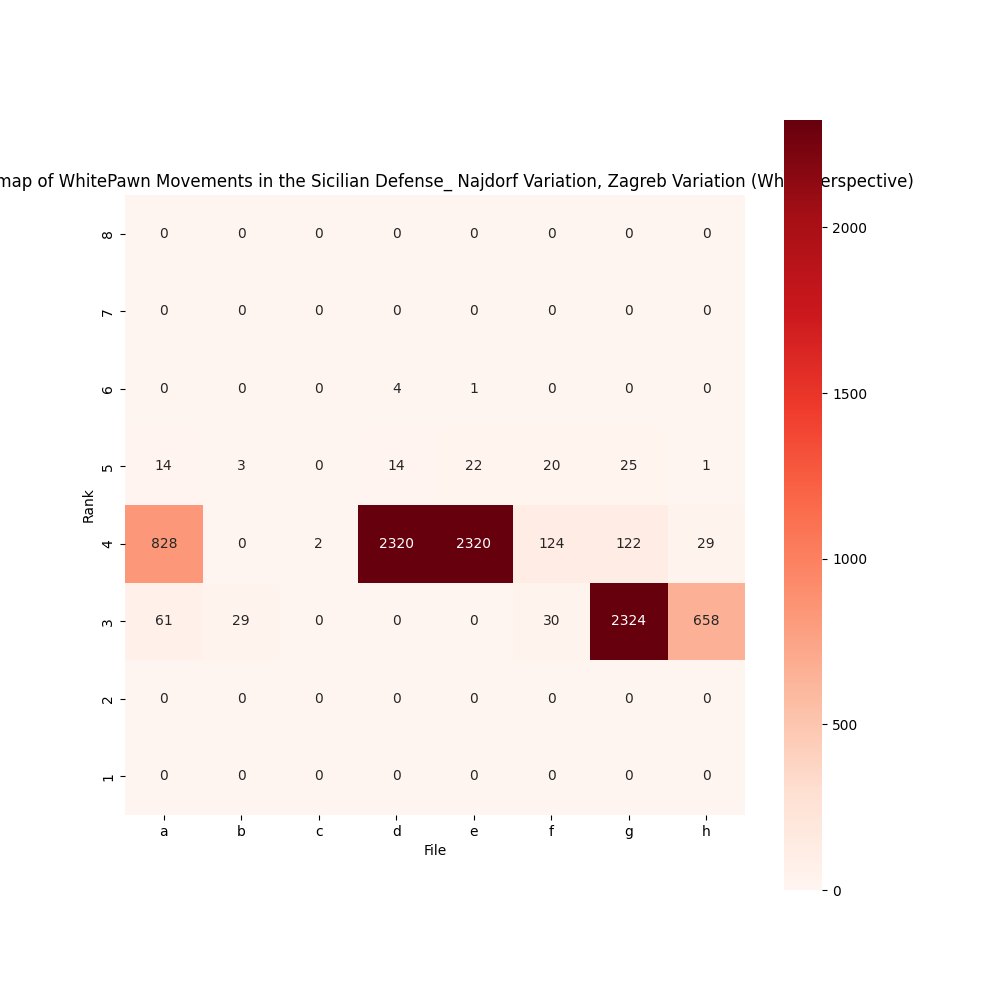 map of WhitePawn Movements in the Sicilian Defense_ Najdorf Variation, Zagreb Variation (Wh erspective)
2000
1500
1000
500
0
Rank
8 0 0 0 0 0 0 0 0
7 0 0 0 0 0 0 0 0
6 0 0 0 4 1 0 0 0
5 14 3 0 14 22 20 25 1
4 828 0 2 2320 2320 124 122 29
3 61 29 0 0 0 30 2324 658
2 0 0 0 0 0 0 0 0
1 0 0 0 0 0 0 0 0
a b c d e f g h
File